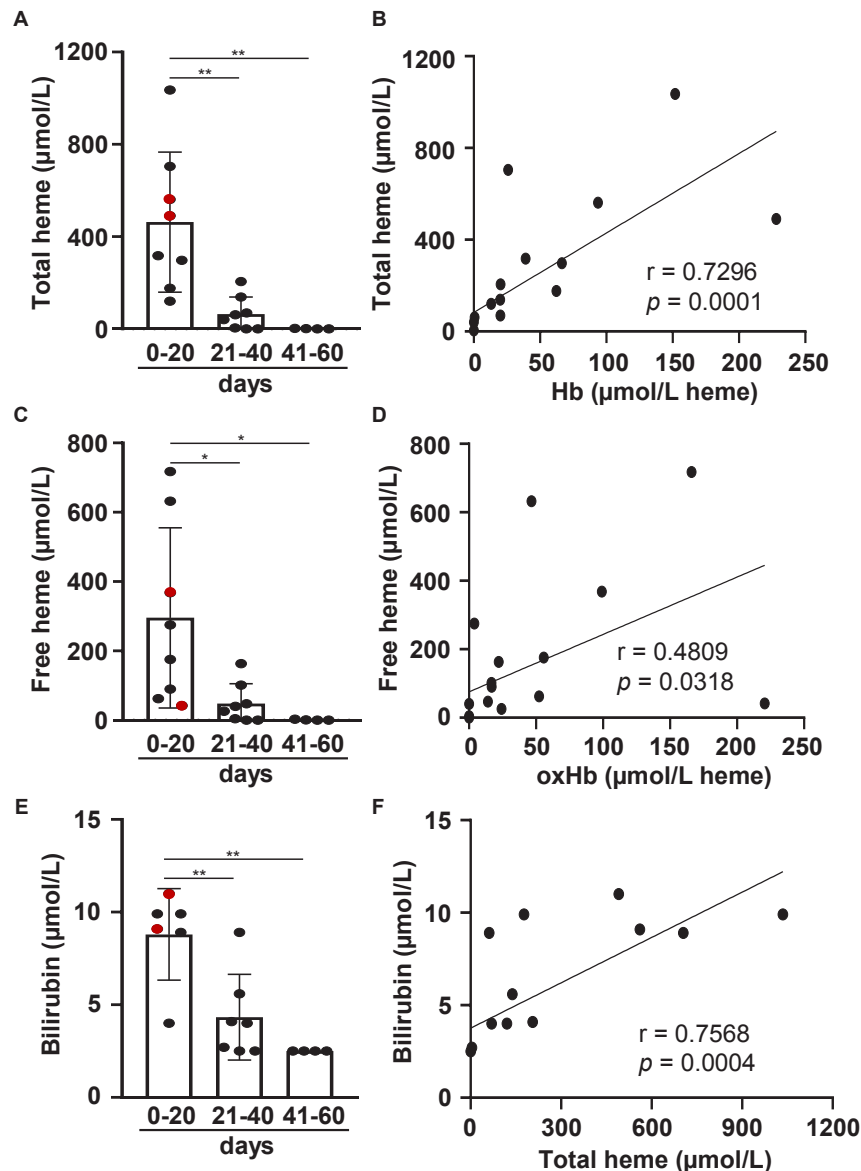 A
Total heme (µmol/L)
1200
800
400
0
**
**
0-20 21-40 41-60
days
B
Total heme (µmol/L)
1200
800
400
0
r = 0.7296
p = 0.0001
0 50 100 150 200 250
Hb (µmol/L heme)
C
Free heme (µmol/L)
800
600
400
200
0
*
*
0-20 21-40 41-60
days
D
Free heme (µmol/L)
800
600
400
200
0
r = 0.4809
p = 0.0318
0 50 100 150 200 250
oxHb (µmol/L heme)
E
Bilirubin (µmol/L)
15
10
5
0
**
**
0-20 21-40 41-60
days
F
Bilirubin (µmol/L)
15
10
5
0
r = 0.7568
p = 0.0004
0 300 600 900 1200
Total heme (µmol/L)